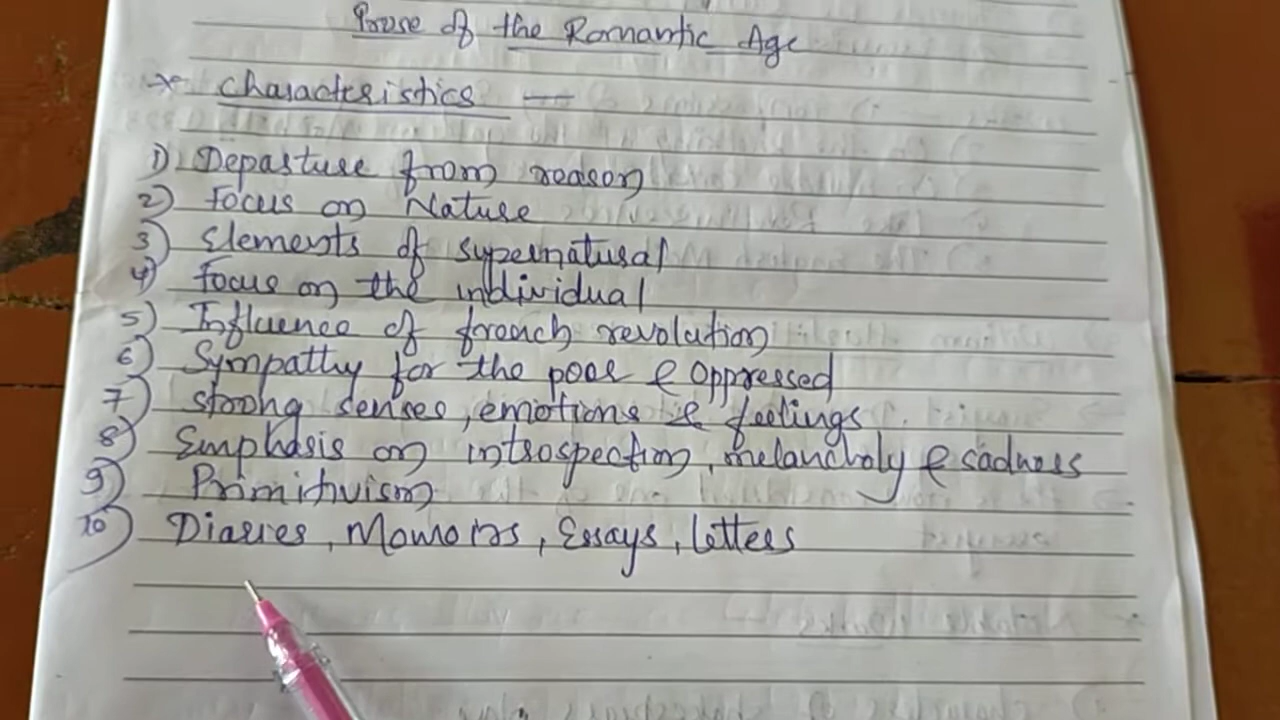 Prose of the Romantic Age
* Characteristics —
1) Departure from reason
2) Focus on Nature
3) Elements of supernatural
4) Focus on the individual
5) Influence of french revolution
6) Sympathy for the poor & oppressed
7) strong senses, emotions & feelings.
8) Emphasis on introspection, melancholy & sadness
9) Primitivism
10) Diaries, Momoirs, Essays, letters